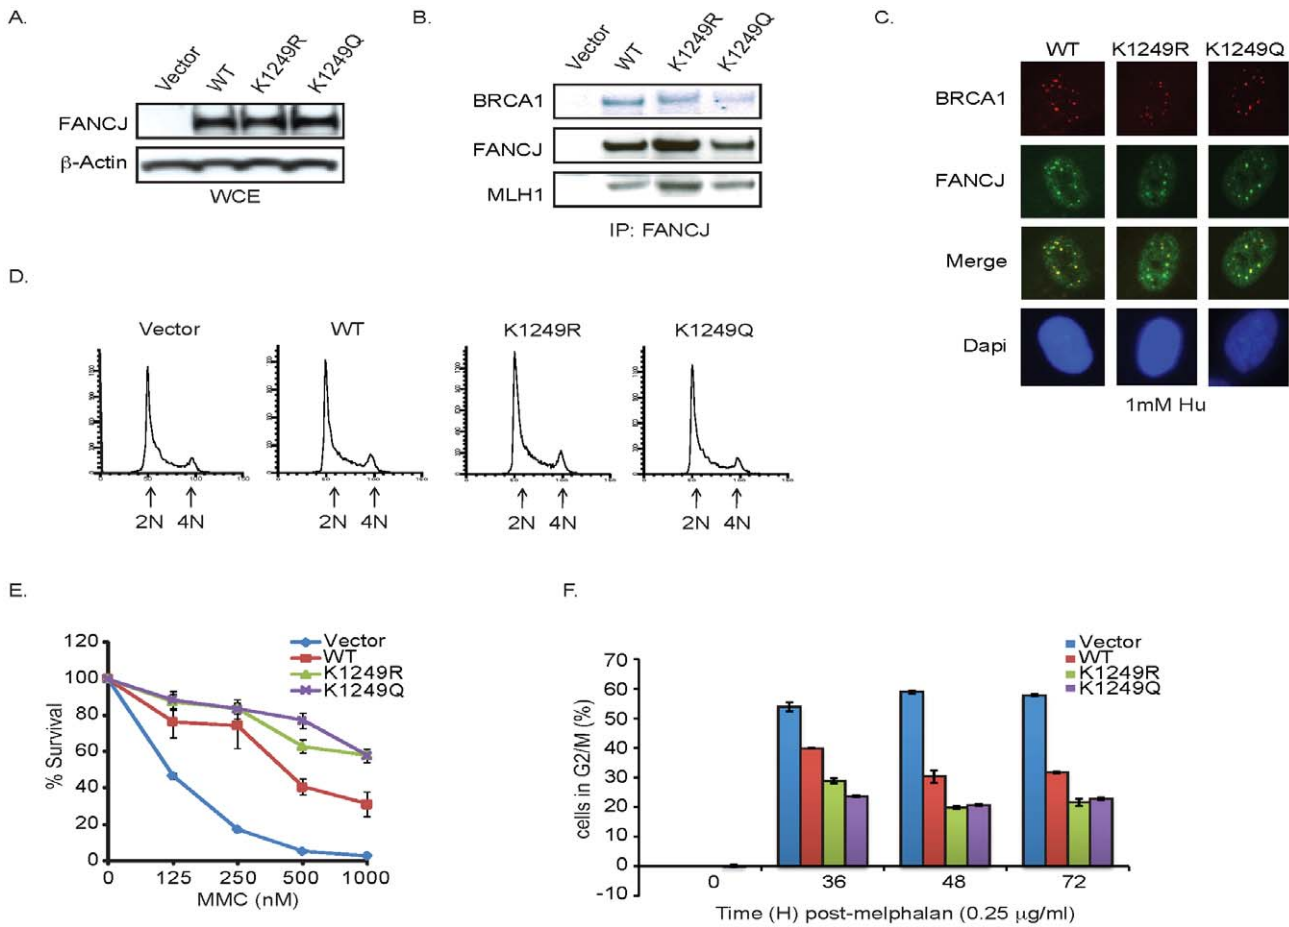 A.
Vector WT K1249R K1249Q
FANCJ
β-Actin
WCE
B.
Vector WT K1249R K1249Q
BRCA1
FANCJ
MLH1
IP: FANCJ
C.
WT K1249R K1249Q
BRCA1
FANCJ
Merge
Dapi
1mM Hu
D.
Vector WT K1249R K1249Q
2N 4N 2N 4N 2N 4N 2N 4N
E.
Vector
WT
K1249R
K1249Q
% Survival
120
100
80
60
40
20
0
0 125 250 500 1000
MMC (nM)
F.
Vector
WT
K1249R
K1249Q
cells in G2/M (%)
70
60
50
40
30
20
10
0
-10
0 36 48 72
Time (H) post-melphalan (0.25 µg/ml)